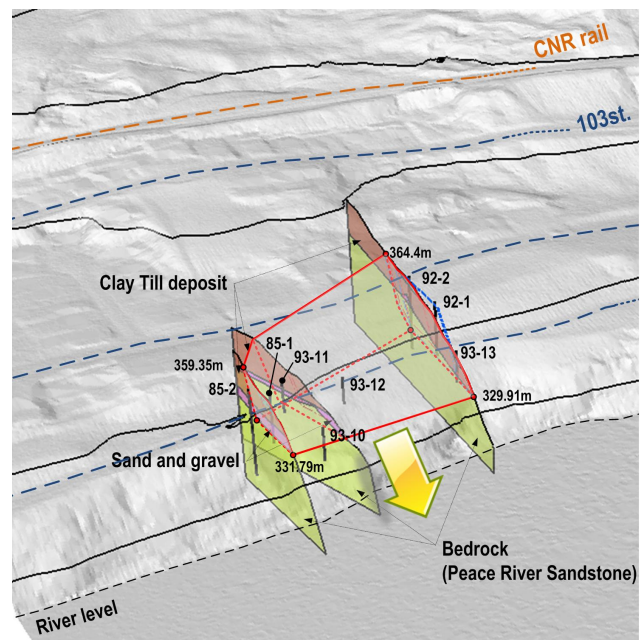 CNR rail
103st.
364.4m
Clay Till deposit
92-2
92-1
85-1
93-11
93-13
359.35m
85-2
93-12
329.91m
93-10
Sand and gravel
331.79m
Bedrock
(Peace River Sandstone)
River level